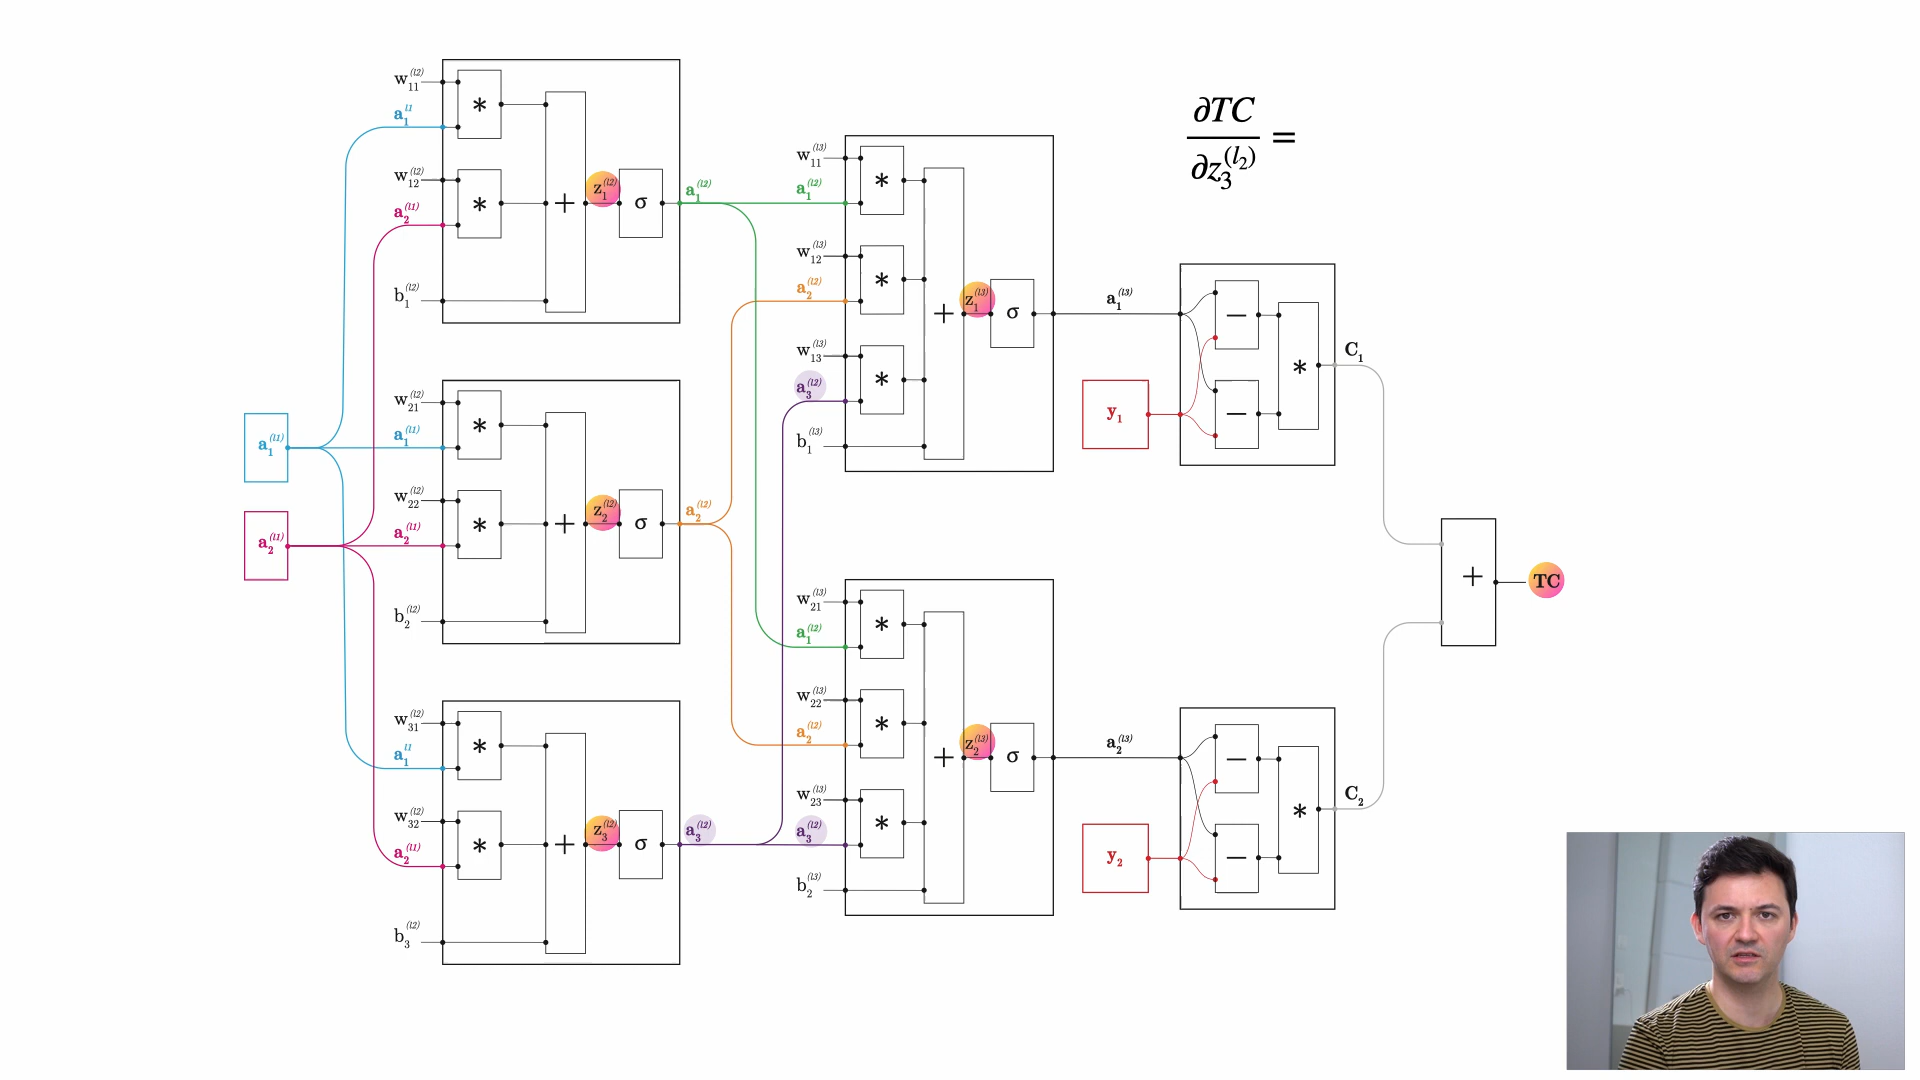 w₁₁⁽ˡ²⁾
a₁ˡ¹
*
w₁₂⁽ˡ²⁾
a₂⁽ˡ¹⁾
*
+
z₁⁽ˡ²⁾
σ
a₁⁽ˡ²⁾
b₁⁽ˡ²⁾
w₂₁⁽ˡ²⁾
a₁⁽ˡ¹⁾
*
w₂₂⁽ˡ²⁾
a₂⁽ˡ¹⁾
*
+
z₂⁽ˡ²⁾
σ
a₂⁽ˡ²⁾
b₂⁽ˡ²⁾
a₁⁽ˡ¹⁾
a₂⁽ˡ¹⁾
w₃₁⁽ˡ²⁾
a₁ˡ¹
*
w₃₂⁽ˡ²⁾
a₂⁽ˡ¹⁾
*
+
z₃⁽ˡ²⁾
σ
a₃⁽ˡ²⁾
b₃⁽ˡ²⁾
w₁₁⁽ˡ³⁾
a₁⁽ˡ²⁾
*
w₁₂⁽ˡ³⁾
a₂⁽ˡ²⁾
*
w₁₃⁽ˡ³⁾
a₃⁽ˡ²⁾
*
b₁⁽ˡ³⁾
+
z₁⁽ˡ³⁾
σ
a₁⁽ˡ³⁾
w₂₁⁽ˡ³⁾
a₁⁽ˡ²⁾
*
w₂₂⁽ˡ³⁾
a₂⁽ˡ²⁾
*
w₂₃⁽ˡ³⁾
a₃⁽ˡ²⁾
*
b₂⁽ˡ³⁾
+
z₂⁽ˡ³⁾
σ
a₂⁽ˡ³⁾
∂TC
∂z₃⁽ˡ₂⁾ =
y₁
−
−
*
C₁
y₂
−
−
*
C₂
+
TC